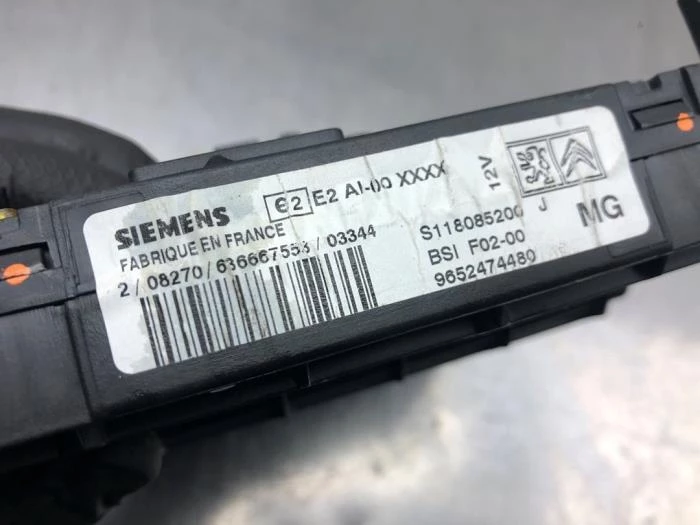 SIEMENS e2 E2 AI-00 XXXX 12V
FABRIQUE EN FRANCE
2/08270/636667553/03344
S118085200 J
BSI F02-00 MG
9652474480